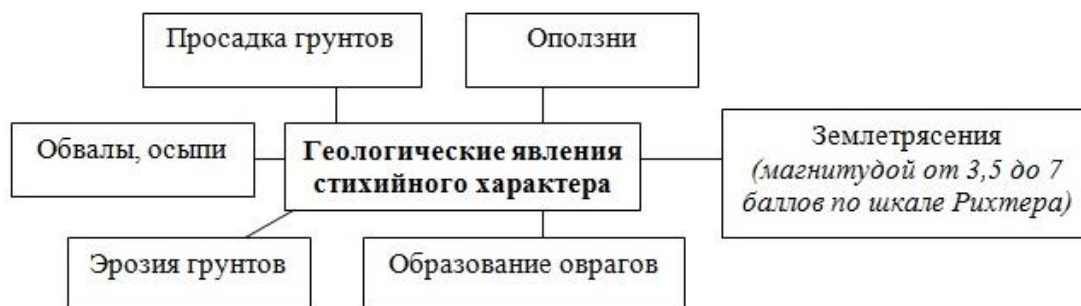 Просадка грунтов
Оползни
Обвалы, осыпи
Геологические явления
стихийного характера
Землетрясения
(магнитудой от 3,5 до 7
баллов по шкале Рихтера)
Эрозия грунтов
Образование оврагов